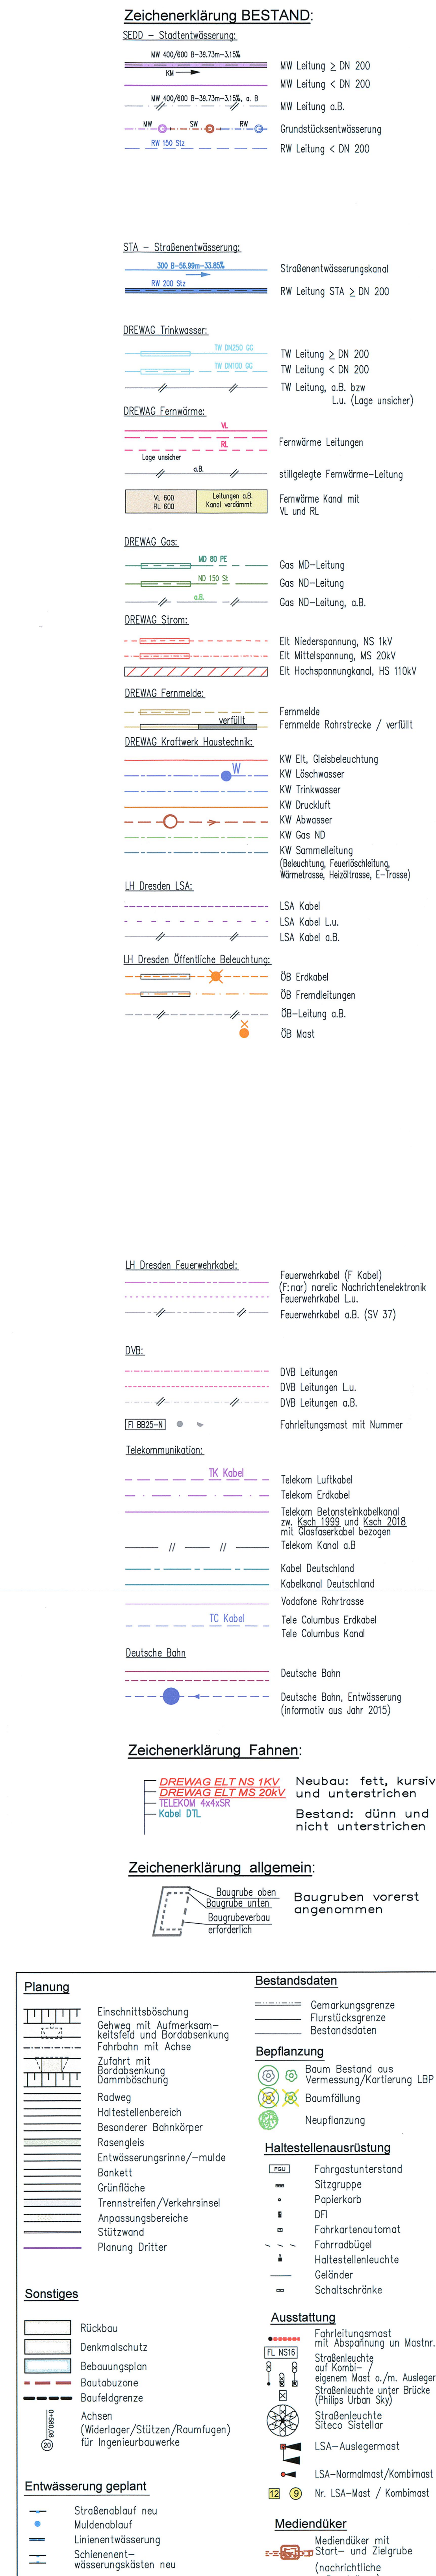 Zeichenerklärung BESTAND:
SEDD - Stadtentwässerung:
MW 400/600 B-39.73m-3.15%
KM
MW Leitung ≥ DN 200
MW Leitung < DN 200
MW 400/600 B-39.73m-3.15%, a. B
MW Leitung a.B.
MW SW RW
Grundstücksentwässerung
RW 150 Stz
RW Leitung < DN 200
STA - Straßenentwässerung:
300 B-56.99m-33.85%
Straßenentwässerungskanal
RW 200 Stz
RW Leitung STA ≥ DN 200
DREWAG Trinkwasser:
TW DN250 GG
TW Leitung ≥ DN 200
TW DN100 GG
TW Leitung < DN 200
TW Leitung, a.B. bzw
L.u. (Lage unsicher)
DREWAG Fernwärme:
VL
RL
Fernwärme Leitungen
Lage unsicher
a.B.
stillgelegte Fernwärme-Leitung
VL 600
RL 600
Leitungen a.B.
Kanal verdämmt
Fernwärme Kanal mit
VL und RL
DREWAG Gas:
MD 80 PE
Gas MD-Leitung
ND 150 St
Gas ND-Leitung
a.B.
Gas ND-Leitung, a.B.
DREWAG Strom:
Elt Niederspannung, NS 1kV
Elt Mittelspannung, MS 20kV
Elt Hochspannungkanal, HS 110kV
DREWAG Fernmelde:
Fernmelde
verfüllt
Fernmelde Rohrstrecke / verfüllt
DREWAG Kraftwerk Haustechnik:
KW Elt, Gleisbeleuchtung
W
KW Löschwasser
KW Trinkwasser
KW Druckluft
KW Abwasser
KW Gas ND
KW Sammelleitung
(Beleuchtung, Feuerlöschleitung,
Wärmetrasse, Heizöltrasse, E-Trasse)
LH Dresden LSA:
LSA Kabel
LSA Kabel L.u.
LSA Kabel a.B.
LH Dresden Öffentliche Beleuchtung:
ÖB Erdkabel
ÖB Fremdleitungen
ÖB-Leitung a.B.
ÖB Mast
LH Dresden Feuerwehrkabel:
Feuerwehrkabel (F Kabel)
(F:nar) narelic Nachrichtenelektronik
Feuerwehrkabel L.u.
Feuerwehrkabel a.B. (SV 37)
DVB:
DVB Leitungen
DVB Leitungen L.u.
DVB Leitungen a.B.
Fl BB25-N
Fahrleitungsmast mit Nummer
Telekommunikation:
TK Kabel
Telekom Luftkabel
Telekom Erdkabel
Telekom Betonsteinkabelkanal
zw. Ksch 1999 und Ksch 2018
mit Glasfaserkabel bezogen
Telekom Kanal a.B
Kabel Deutschland
Kabelkanal Deutschland
Vodafone Rohrtrasse
TC Kabel
Tele Columbus Erdkabel
Tele Columbus Kanal
Deutsche Bahn
Deutsche Bahn
Deutsche Bahn, Entwässerung
(informativ aus Jahr 2015)
Zeichenerklärung Fahnen:
DREWAG ELT NS 1KV
DREWAG ELT MS 20kV
TELEKOM 4x4xSR
Kabel DTL
Neubau: fett, kursiv
und unterstrichen
Bestand: dünn und
nicht unterstrichen
Zeichenerklärung allgemein:
Baugrube oben
Baugrube unten
Baugrubeverbau
erforderlich
Baugruben vorerst
angenommen
Planung
Einschnittsböschung
Gehweg mit Aufmerksam-
keitsfeld und Bordabsenkung
Fahrbahn mit Achse
Zufahrt mit
Bordabsenkung
Dammböschung
Radweg
Haltestellenbereich
Besonderer Bahnkörper
Rasengleis
Entwässerungsrinne/-mulde
Bankett
Grünfläche
Trennstreifen/Verkehrsinsel
Anpassungsbereiche
Stützwand
Planung Dritter
Sonstiges
Rückbau
Denkmalschutz
Bebauungsplan
Bautabuzone
Baufeldgrenze
0+580.08
20
Achsen
(Widerlager/Stützen/Raumfugen)
für Ingenieurbauwerke
Entwässerung geplant
Straßenablauf neu
Muldenablauf
Linienentwässerung
Schienenent-
wässerungskästen neu
Bestandsdaten
Gemarkungsgrenze
Flurstücksgrenze
Bestandsdaten
Bepflanzung
Baum Bestand aus
Vermessung/Kartierung LBP
Baumfällung
Neupflanzung
Haltestellenausrüstung
FGU
Fahrgastunterstand
Sitzgruppe
Papierkorb
DFI
Fahrkartenautomat
Fahrradbügel
Haltestellenleuchte
Geländer
Schaltschränke
Ausstattung
Fahrleitungsmast
mit Abspannung un Mastnr.
FL NS16
Straßenleuchte
auf Kombi- /
eigenem Mast o./m. Ausleger
Straßenleuchte unter Brücke
(Philips Urban Sky)
Straßenleuchte
Siteco Sistellar
LSA-Auslegermast
LSA-Normalmast/Kombimast
12 9 Nr. LSA-Mast / Kombimast
Mediendüker
Mediendüker mit
Start- und Zielgrube
(nachrichtliche